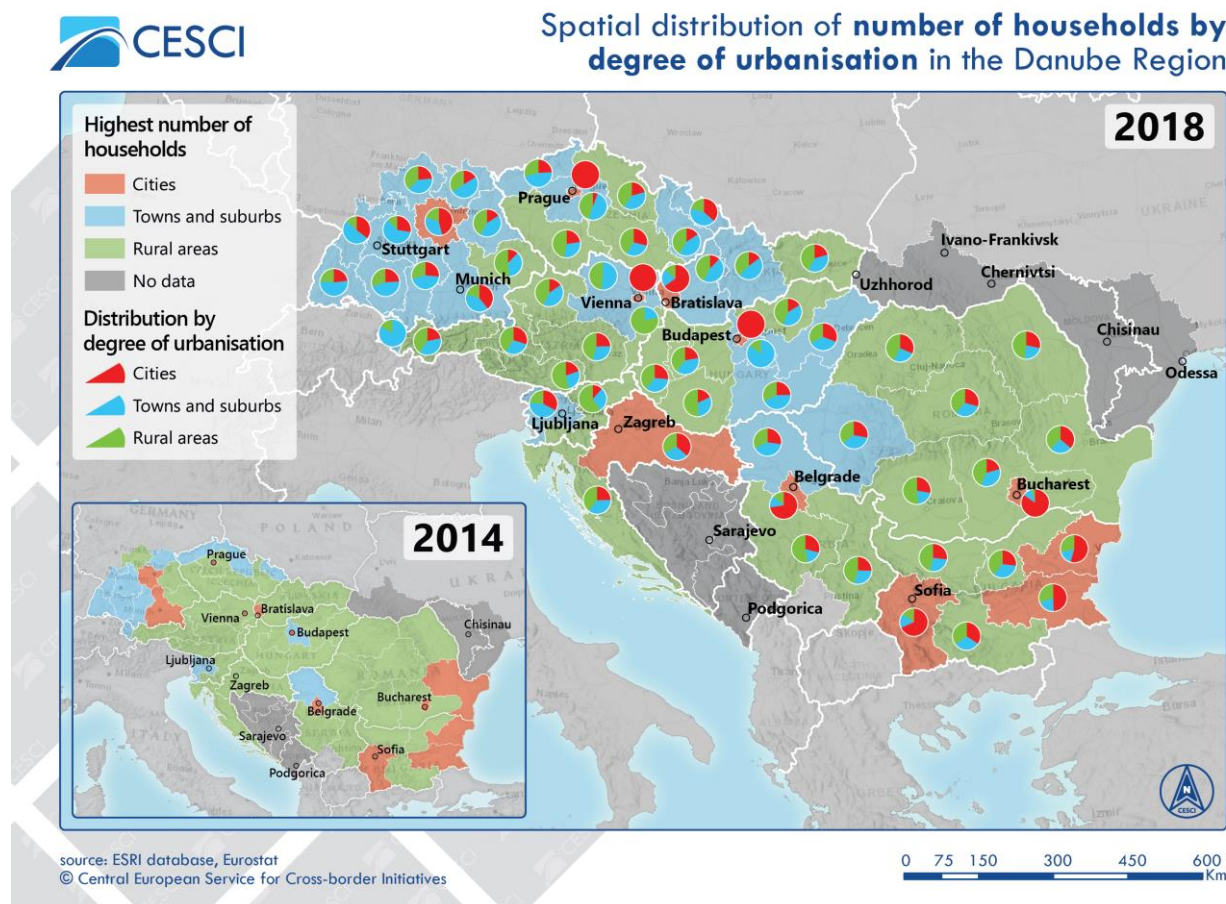 CESCI
Spatial distribution of number of households by
degree of urbanisation in the Danube Region
2018
Highest number of
households
Cities
Towns and suburbs
Rural areas
No data
Distribution by
degree of urbanisation
Cities
Towns and suburbs
Rural areas
Prague
Stuttgart
Munich
Vienna
Bratislava
Budapest
Uzhhorod
Ivano-Frankivsk
Chernivtsi
Chisinau
Odessa
Ljubljana
Zagreb
Belgrade
Bucharest
Sarajevo
Sofia
Podgorica
2014
Prague
Vienna
Bratislava
Budapest
Chisinau
Ljubljana
Zagreb
Bucharest
Belgrade
Sarajevo
Sofia
Podgorica
N
CESCI
source: ESRI database, Eurostat
© Central European Service for Cross-border Initiatives
0 75 150 300 450 600
Km